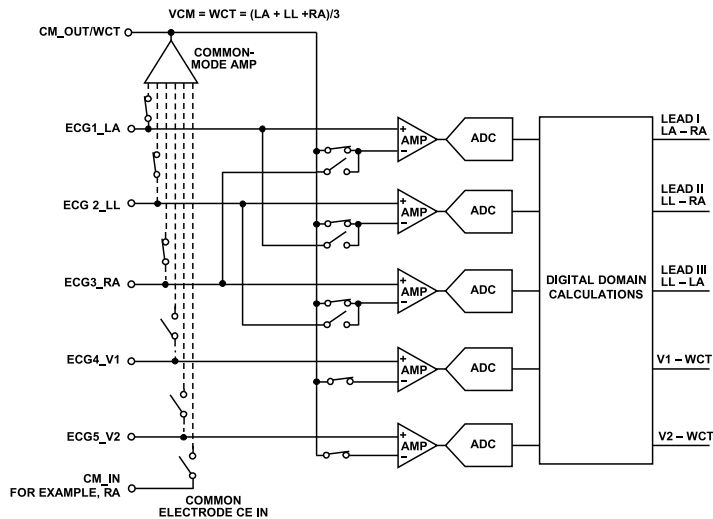 VCM = WCT = (LA + LL +RA)/3
CM_OUT/WCT
COMMON-
MODE AMP
ECG1_LA
+
AMP
–
ADC
LEAD I
LA – RA
ECG 2_LL
+
AMP
–
ADC
LEAD II
LL – RA
ECG3_RA
+
AMP
–
ADC
DIGITAL DOMAIN
CALCULATIONS
LEAD III
LL – LA
ECG4_V1
+
AMP
–
ADC
V1 – WCT
ECG5_V2
+
AMP
–
ADC
V2 – WCT
CM_IN
FOR EXAMPLE, RA
COMMON
ELECTRODE CE IN